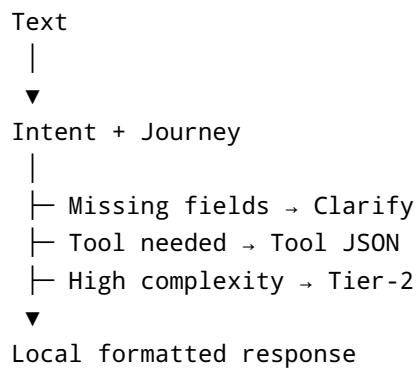 Text
│
▼
Intent + Journey
│
├─ Missing fields → Clarify
├─ Tool needed → Tool JSON
├─ High complexity → Tier-2
▼
Local formatted response